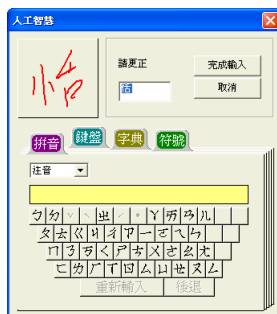 人工智慧
恬
請更正
完成輸入
取消
拼音 鍵盤 字典 符號
注音
ㄅ ㄉ ˇ ˋ ㄓ ˊ ˙ ㄚ ㄞ ㄢ ㄦ
ㄆ ㄊ ㄍ ㄐ ㄔ ㄗ ㄧ ㄛ ㄟ ㄣ
ㄇ ㄋ ㄎ ㄑ ㄕ ㄘ ㄨ ㄜ ㄠ ㄤ
ㄈ ㄌ ㄏ ㄒ ㄖ ㄙ ㄩ ㄝ ㄡ ㄥ
重新輸入 後退